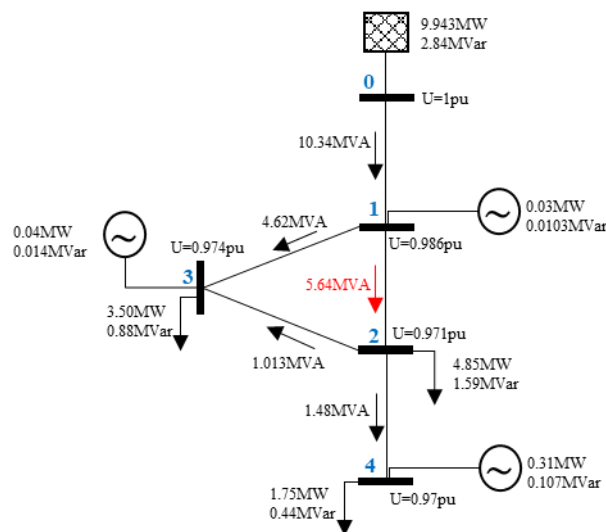 9.943MW
2.84MVar
0
U=1pu
10.34MVA
1
0.03MW
0.0103MVar
4.62MVA
U=0.986pu
0.04MW
0.014MVar
U=0.974pu
3
5.64MVA
3.50MW
0.88MVar
2
U=0.971pu
1.013MVA
4.85MW
1.59MVar
1.48MVA
4
0.31MW
0.107MVar
1.75MW
0.44MVar
U=0.97pu